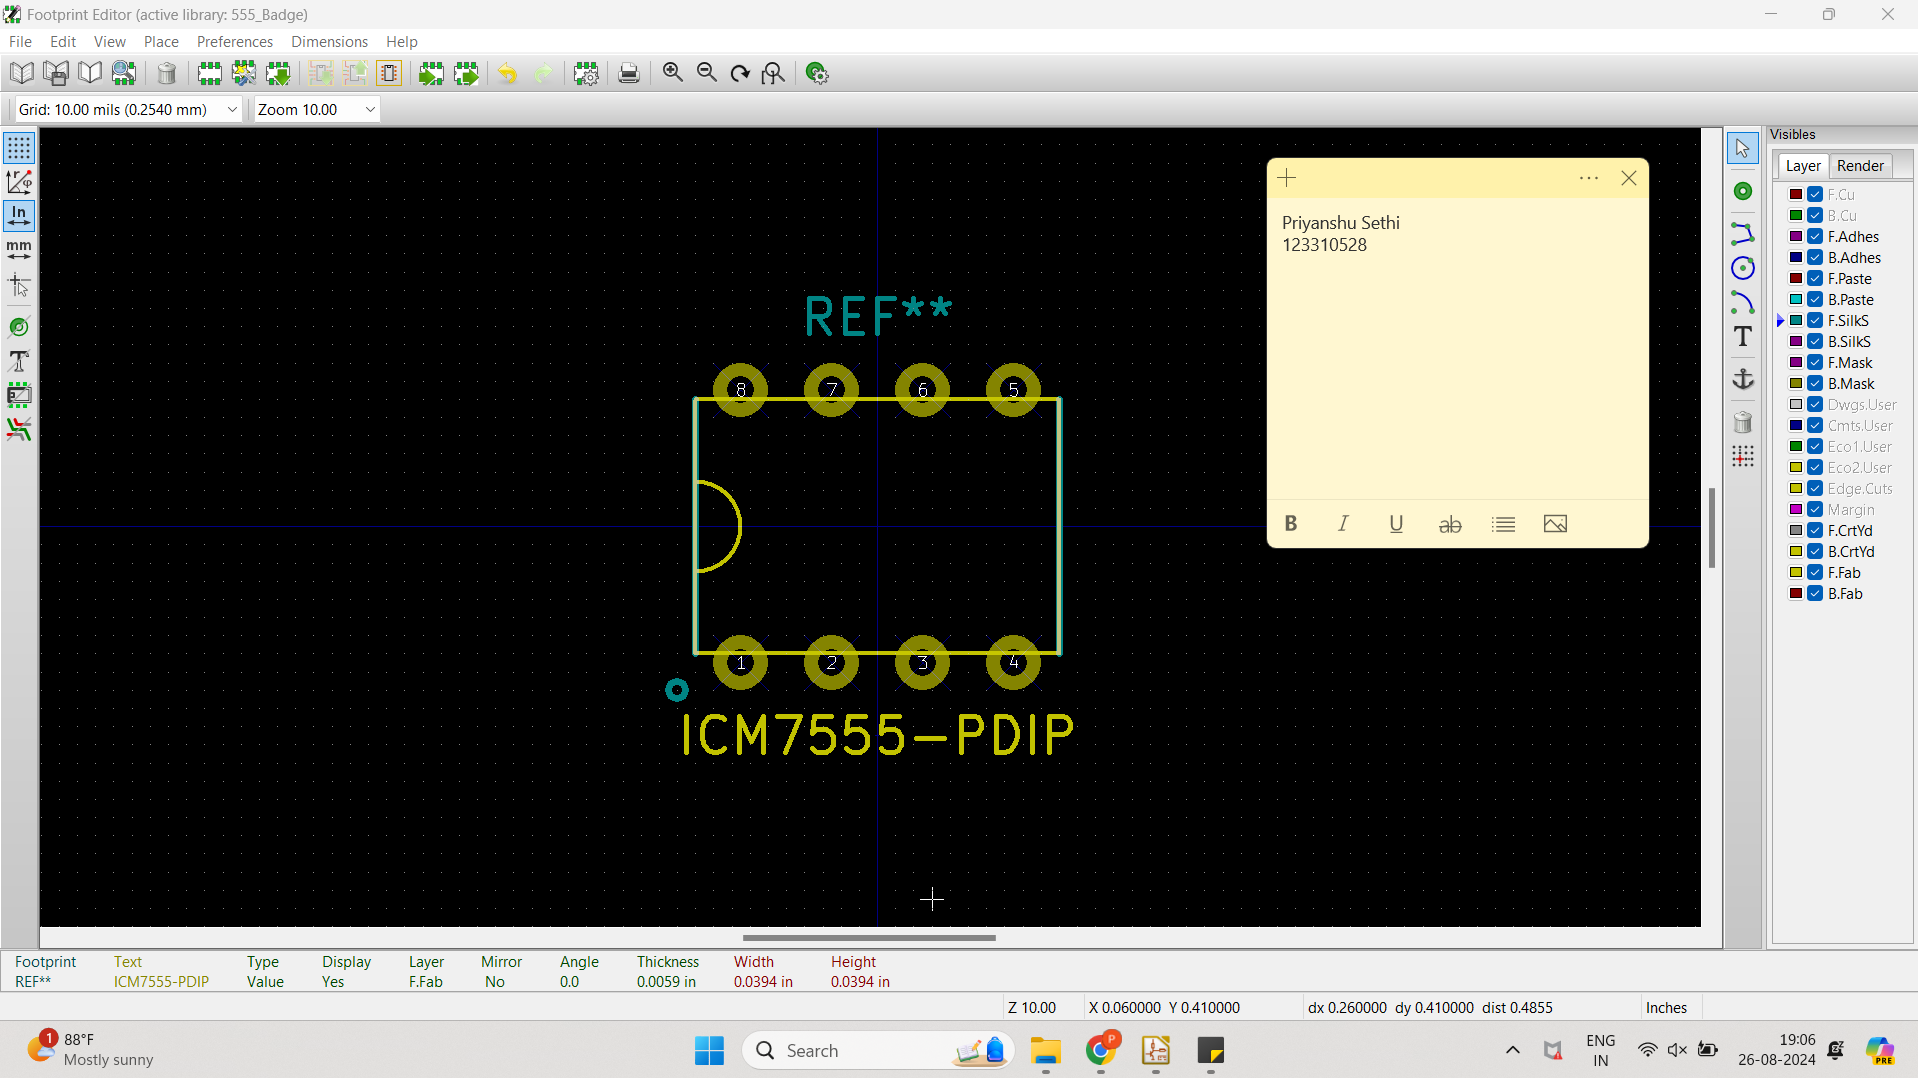 Footprint Editor (active library: 555_Badge)
File Edit View Place Preferences Dimensions Help
Grid: 10.00 mils (0.2540 mm) Zoom 10.00
In
mm
Visibles
Layer Render
F.Cu
B.Cu
F.Adhes
B.Adhes
F.Paste
B.Paste
F.SilkS
B.SilkS
F.Mask
B.Mask
Dwgs.User
Cmts.User
Eco1.User
Eco2.User
Edge.Cuts
Margin
F.CrtYd
B.CrtYd
F.Fab
B.Fab
Priyanshu Sethi
123310528
B I U ab
REF**
8 7 6 5
1 2 3 4
ICM7555-PDIP
Footprint Text Type Display Layer Mirror Angle Thickness Width Height
REF** ICM7555-PDIP Value Yes F.Fab No 0.0 0.0059 in 0.0394 in 0.0394 in
Z 10.00 X 0.060000 Y 0.410000 dx 0.260000 dy 0.410000 dist 0.4855 Inches
1
88°F
Mostly sunny
Search
P
ENG
IN
19:06
26-08-2024
PRE